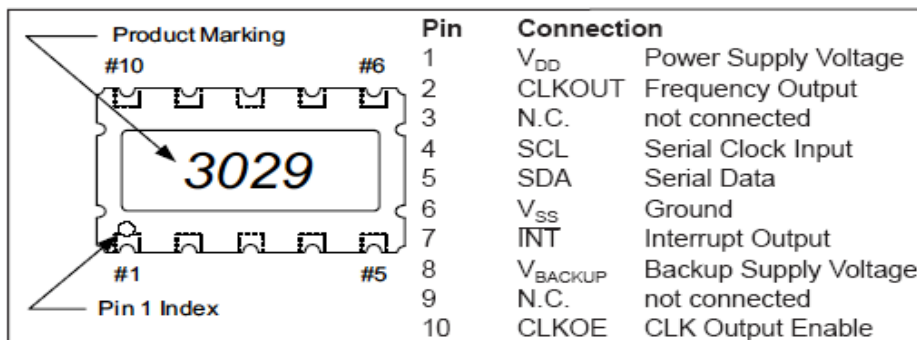 Product Marking
#10 #6
3029
#1 #5
Pin 1 Index
Pin Connection
1 VDD Power Supply Voltage
2 CLKOUT Frequency Output
3 N.C. not connected
4 SCL Serial Clock Input
5 SDA Serial Data
6 VSS Ground
7 I̅N̅T̅ Interrupt Output
8 VBACKUP Backup Supply Voltage
9 N.C. not connected
10 CLKOE CLK Output Enable